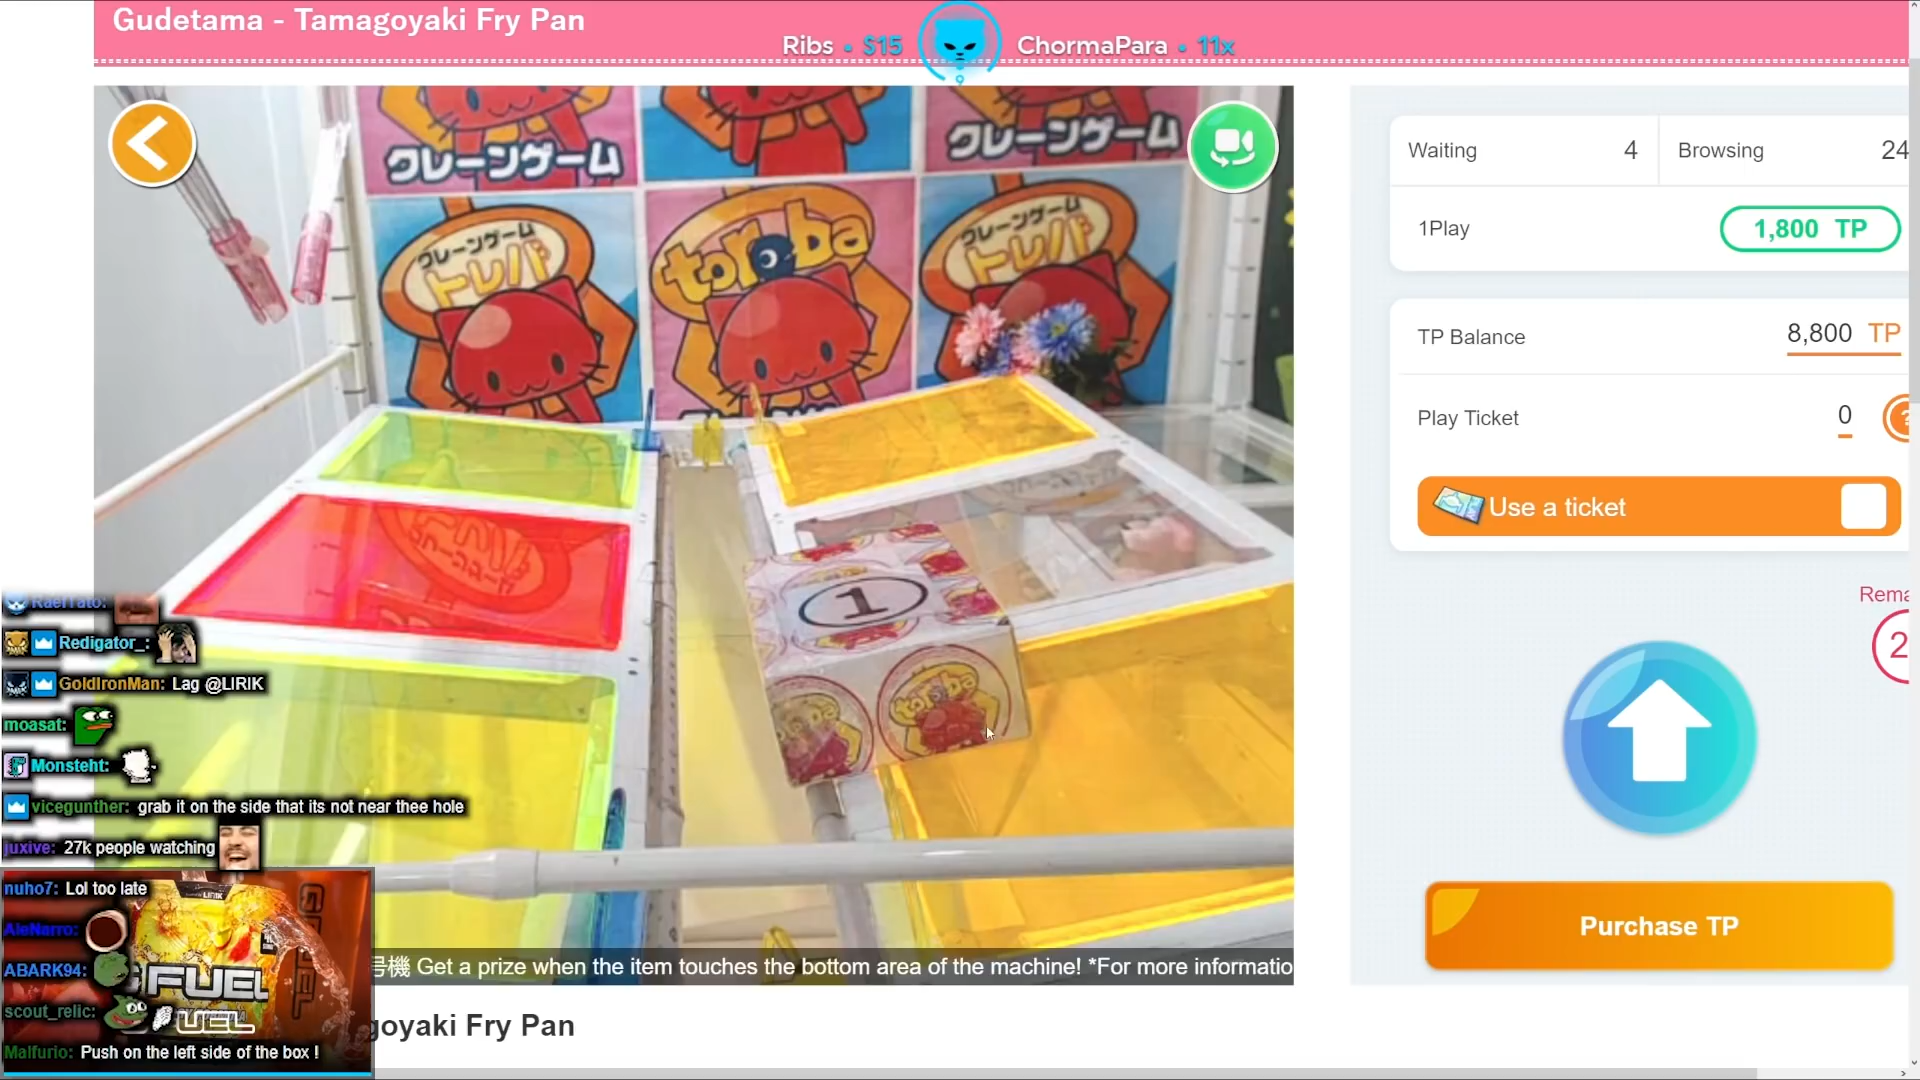 Gudetama - Tamagoyaki Fry Pan
Ribs • $15
ChormaPara • 11x
クレーンゲーム
クレーンゲーム
クレーンゲーム
トレバ
toreba
クレーンゲーム
トレバ
1
toreba
toreba
Waiting 4
Browsing 24
1Play 1,800 TP
TP Balance 8,800 TP
Play Ticket 0
Use a ticket
Rema
2
Purchase TP
RaelTato:
Redigator_:
GoldIronMan: Lag @LIRIK
moasat:
Monsteht:
vicegunther: grab it on the side that its not near thee hole
juxive: 27k people watching
nuho7: Lol too late
AleNarro:
ABARK94:
scout_relic:
Malfurio: Push on the left side of the box !
LIRIK
G FUEL
号機 Get a prize when the item touches the bottom area of the machine! *For more informatio
goyaki Fry Pan